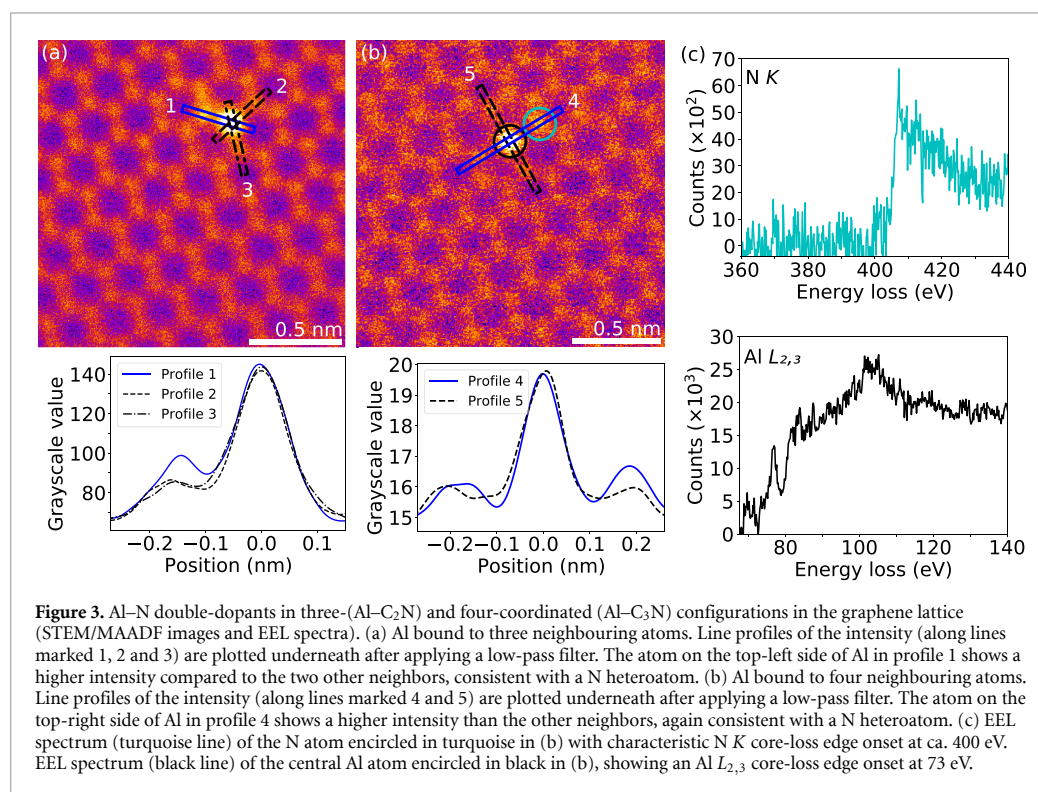 (a)
1
2
3
0.5 nm
(b)
5
4
0.5 nm
(c)
N K
Counts (×10²)
70
60
50
40
30
20
10
0
360 380 400 420 440
Energy loss (eV)
Grayscale value
140
120
100
80
Profile 1
Profile 2
Profile 3
−0.2 −0.1 0.0 0.1
Position (nm)
Grayscale value
20
19
18
17
16
15
Profile 4
Profile 5
−0.2 −0.1 0.0 0.1 0.2
Position (nm)
Al L₂,₃
Counts (×10³)
30
25
20
15
10
5
0
80 100 120 140
Energy loss (eV)
Figure 3. Al–N double-dopants in three-(Al–C₂N) and four-coordinated (Al–C₃N) configurations in the graphene lattice
(STEM/MAADF images and EEL spectra). (a) Al bound to three neighbouring atoms. Line profiles of the intensity (along lines
marked 1, 2 and 3) are plotted underneath after applying a low-pass filter. The atom on the top-left side of Al in profile 1 shows a
higher intensity compared to the two other neighbors, consistent with a N heteroatom. (b) Al bound to four neighbouring atoms.
Line profiles of the intensity (along lines marked 4 and 5) are plotted underneath after applying a low-pass filter. The atom on the
top-right side of Al in profile 4 shows a higher intensity than the other neighbors, again consistent with a N heteroatom. (c) EEL
spectrum (turquoise line) of the N atom encircled in turquoise in (b) with characteristic N K core-loss edge onset at ca. 400 eV.
EEL spectrum (black line) of the central Al atom encircled in black in (b), showing an Al L₂,₃ core-loss edge onset at 73 eV.